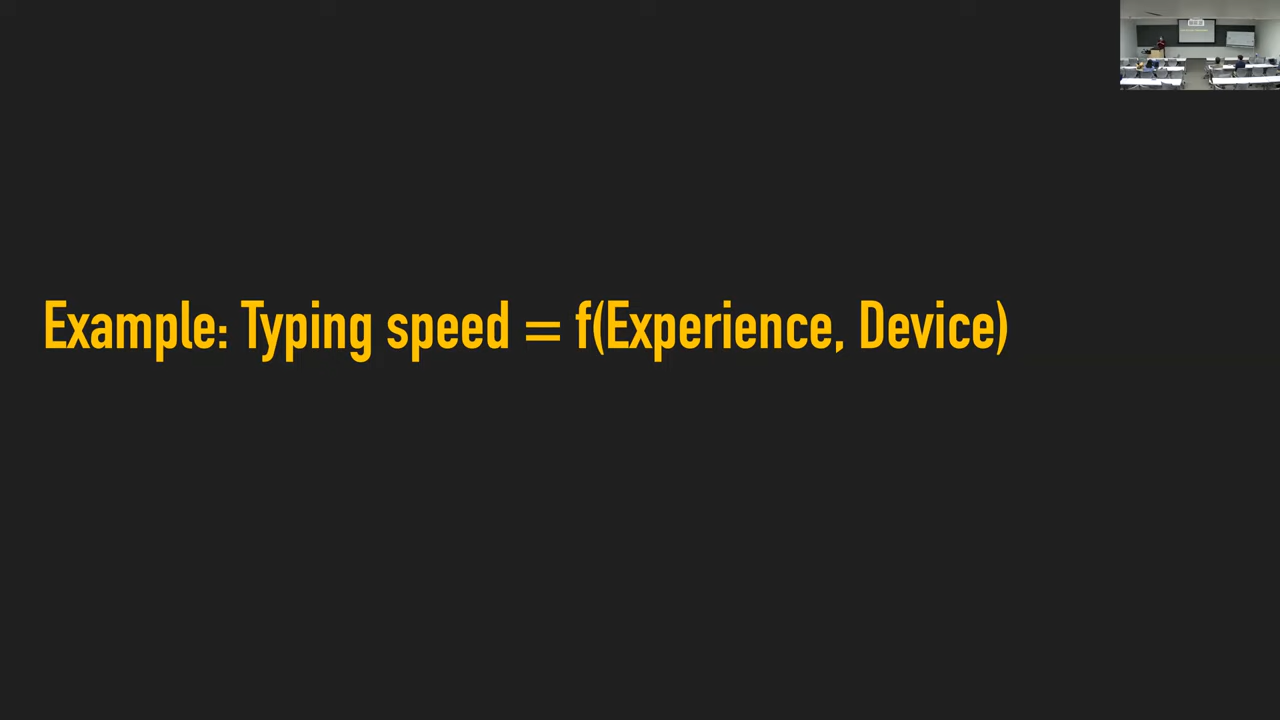 Example: Typing speed = f(Experience, Device)